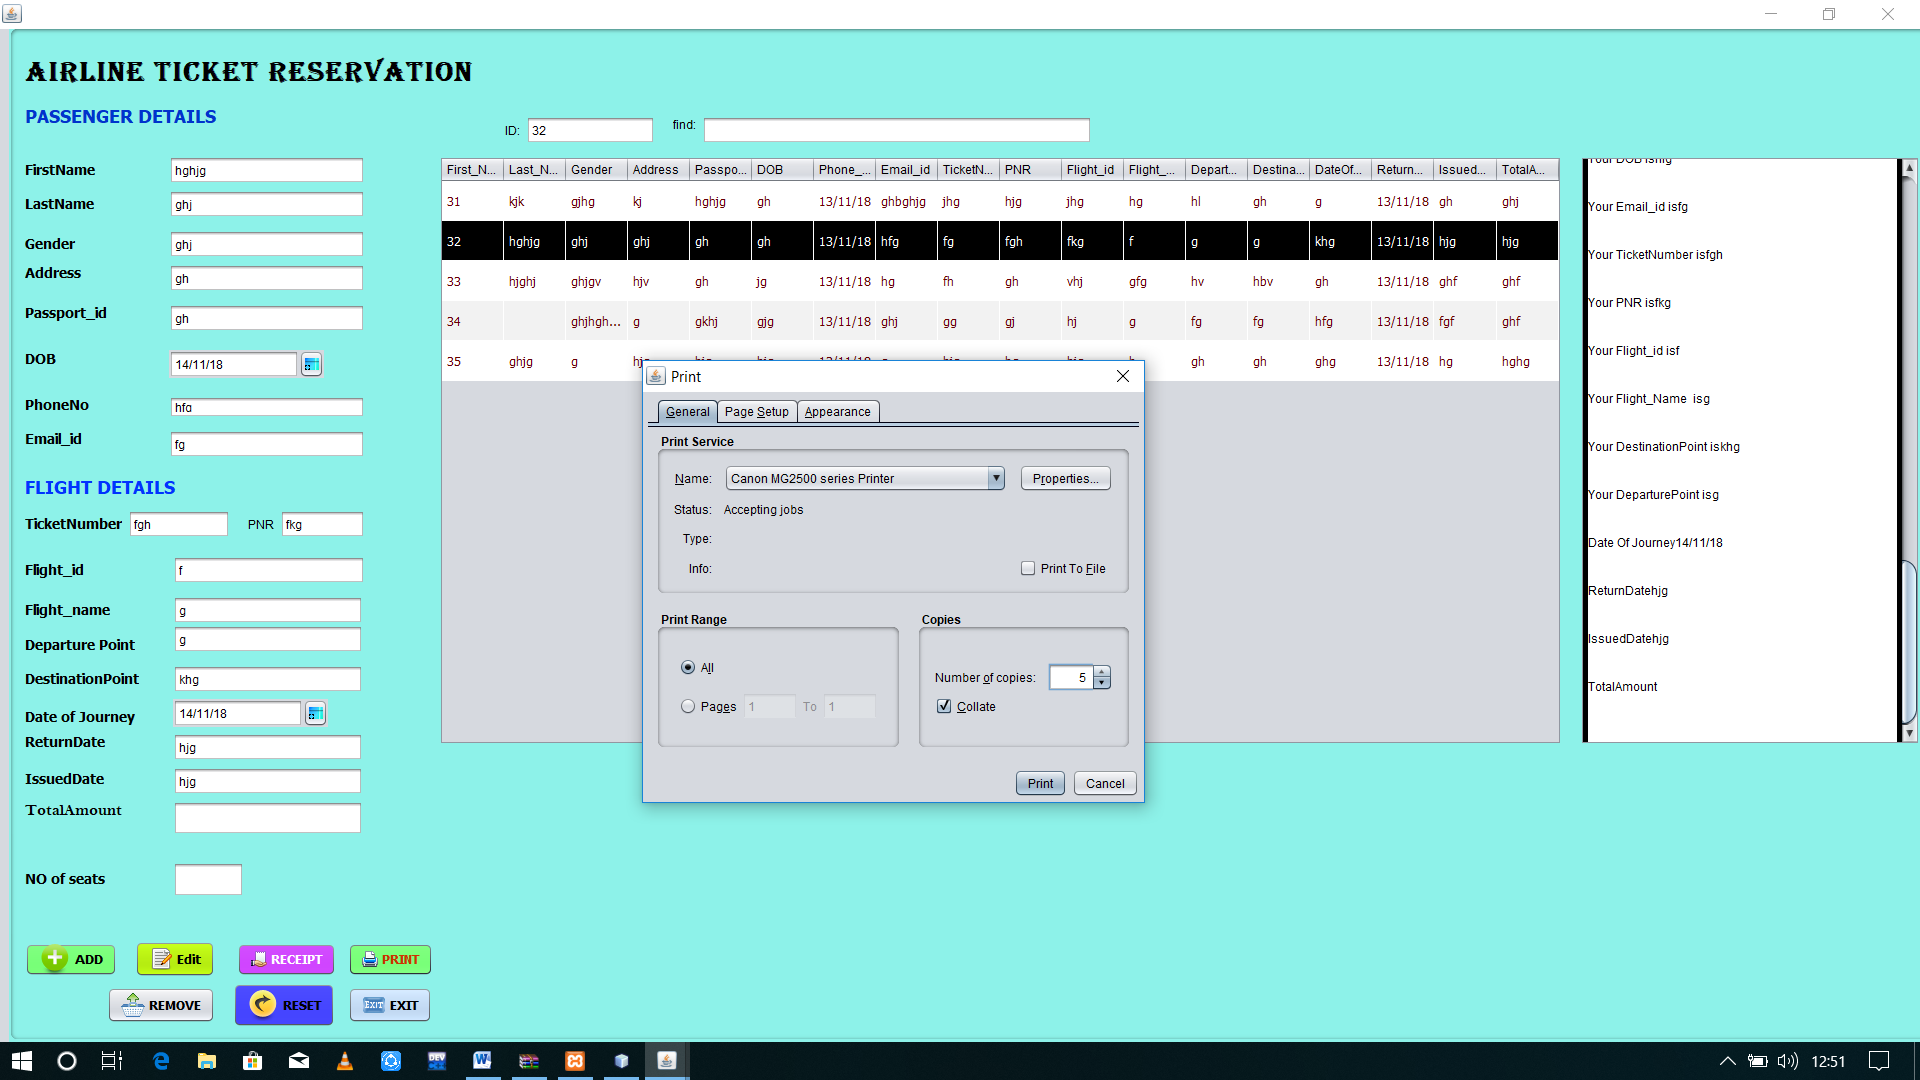 AIRLINE TICKET RESERVATION
PASSENGER DETAILS
ID: 32 find:
FirstName hghjg
LastName ghj
Gender ghj
Address gh
Passport_id gh
DOB 14/11/18
PhoneNo hfg
Email_id fg
FLIGHT DETAILS
TicketNumber fgh PNR fkg
Flight_id f
Flight_name g
Departure Point g
DestinationPoint khg
Date of Journey 14/11/18
ReturnDate hjg
IssuedDate hjg
TotalAmount
NO of seats
ADD Edit RECEIPT PRINT
REMOVE RESET EXIT EXIT
First_N... Last_N... Gender Address Passpo... DOB Phone_... Email_id TicketN... PNR Flight_id Flight_... Depart... Destina... DateOf... Return... Issued... TotalA...
31 kjk gjhg kj hghjg gh 13/11/18 ghbghjg jhg hjg jhg hg hl gh g 13/11/18 gh ghj
32 hghjg ghj ghj gh gh 13/11/18 hfg fg fgh fkg f g g khg 13/11/18 hjg hjg
33 hjghj ghjgv hjv gh jg 13/11/18 hg fh gh vhj gfg hv hbv gh 13/11/18 ghf ghf
34 ghjhgh... g gkhj gjg 13/11/18 ghj gg gj hj g fg fg hfg 13/11/18 fgf ghf
35 ghjg g gh gh ghg 13/11/18 hg hghg
Print
General Page Setup Appearance
Print Service
Name: Canon MG2500 series Printer Properties...
Status: Accepting jobs
Type:
Info: Print To File
Print Range
All
Pages 1 To 1
Copies
Number of copies: 5
Collate
Print Cancel
Your DOB ishfg
Your Email_id isfg
Your TicketNumber isfgh
Your PNR isfkg
Your Flight_id isf
Your Flight_Name isg
Your DestinationPoint iskhg
Your DeparturePoint isg
Date Of Journey14/11/18
ReturnDatehjg
IssuedDatehjg
TotalAmount
DEV
12:51